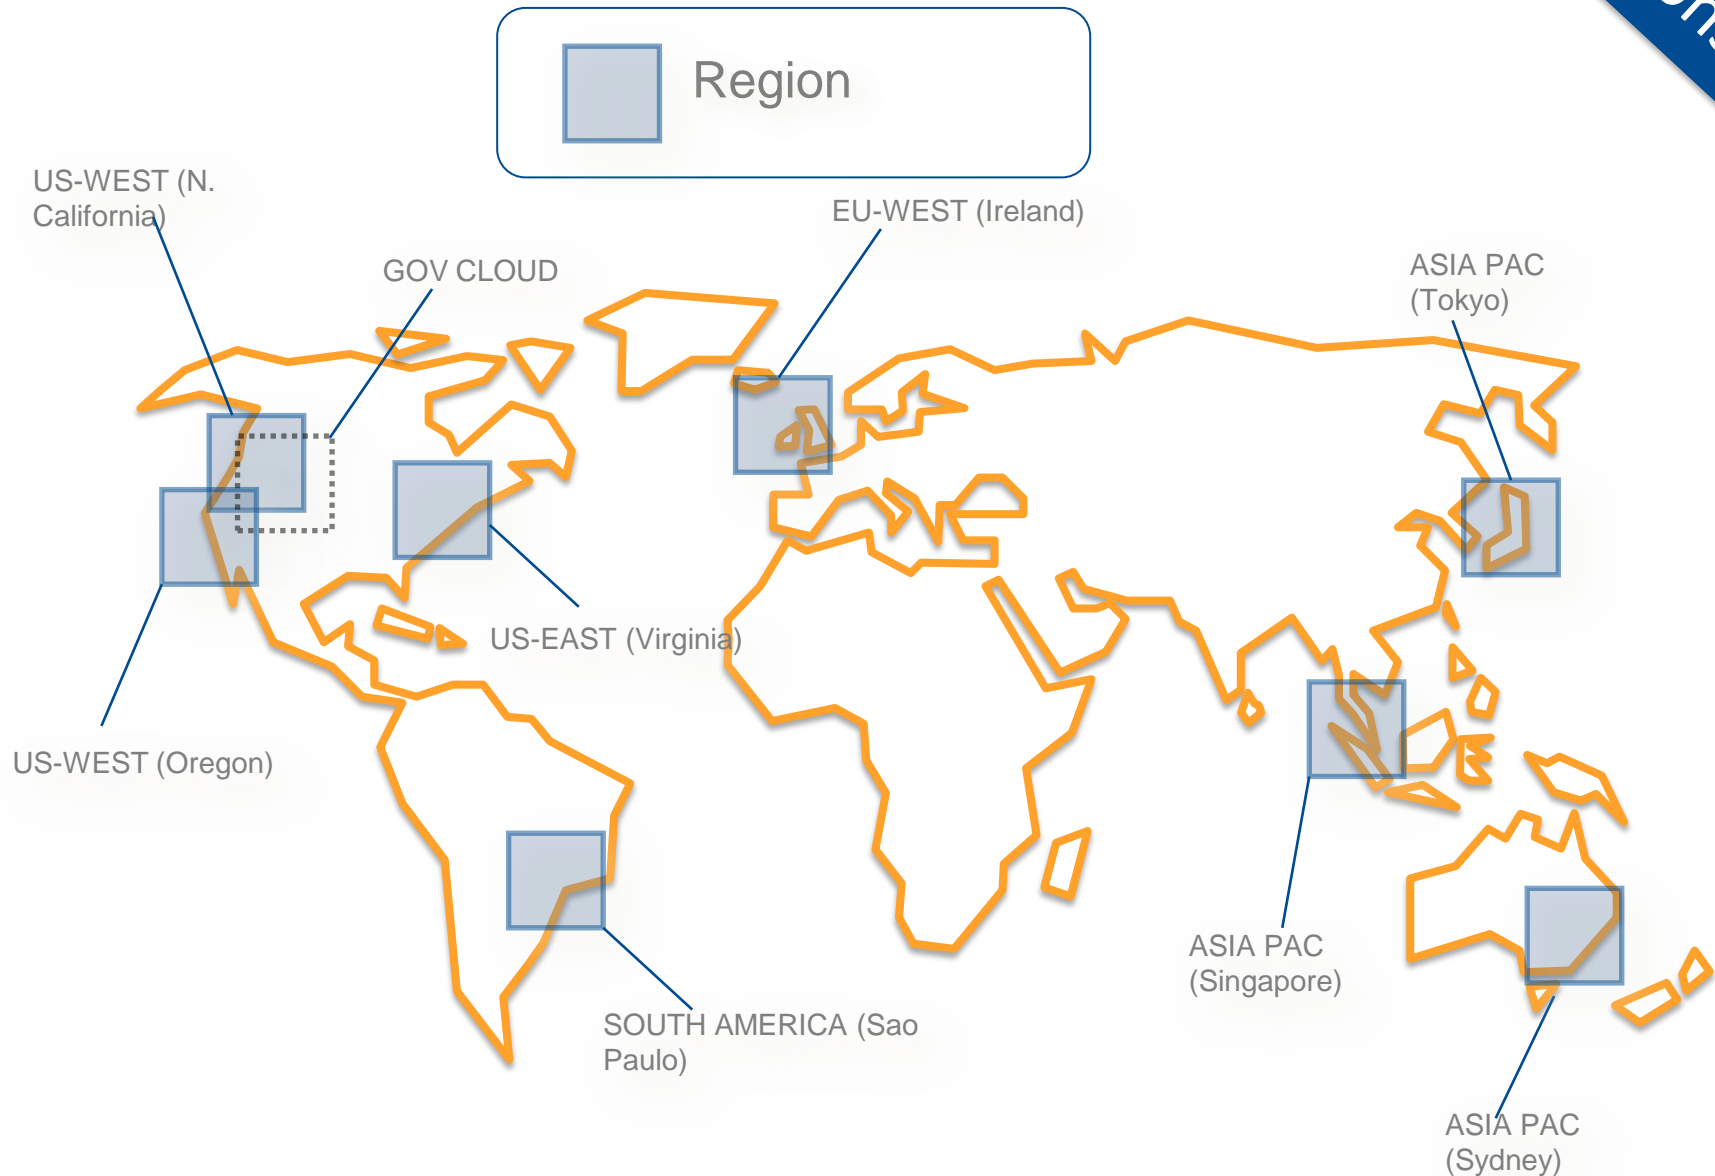 Region
US-WEST (N.
California)
EU-WEST (Ireland)
GOV CLOUD
ASIA PAC
(Tokyo)
US-EAST (Virginia)
US-WEST (Oregon)
ASIA PAC
(Singapore)
SOUTH AMERICA (Sao
Paulo)
ASIA PAC
(Sydney)